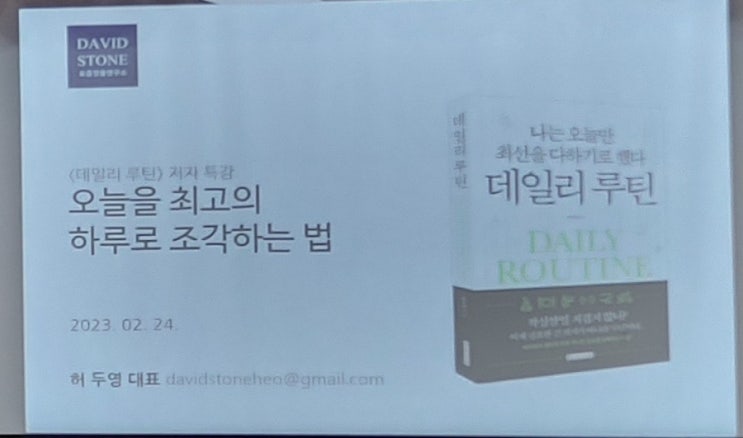 DAVID
STONE
<데일리 루틴> 저자 특강
오늘을 최고의
하루로 조각하는 법
2023. 02. 24.
허 두영 대표 davidstoneheo@gmail.com
데일리 루틴
나는 오늘만
최선을 다하기로 했다
데일리 루틴
DAILY
ROUTINE